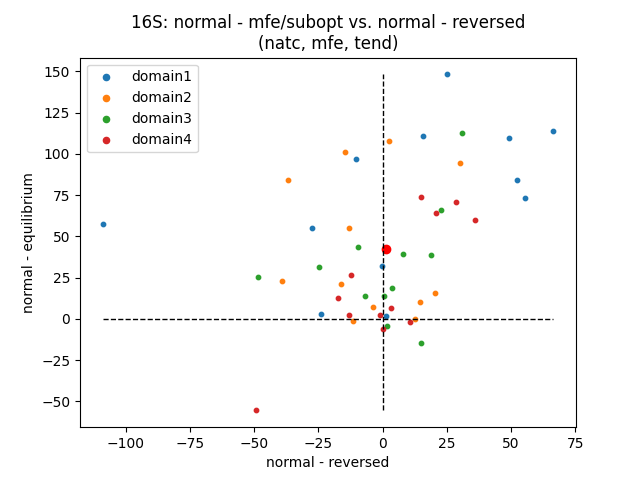 16S: normal - mfe/subopt vs. normal - reversed
(natc, mfe, tend)
domain1
domain2
domain3
domain4
normal - equilibrium
150
125
100
75
50
25
0
−25
−50
−100
−75
−50
−25
0
25
50
75
normal - reversed